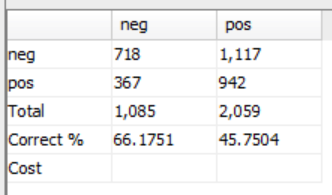 neg pos
neg 718 1,117
pos 367 942
Total 1,085 2,059
Correct % 66.1751 45.7504
Cost